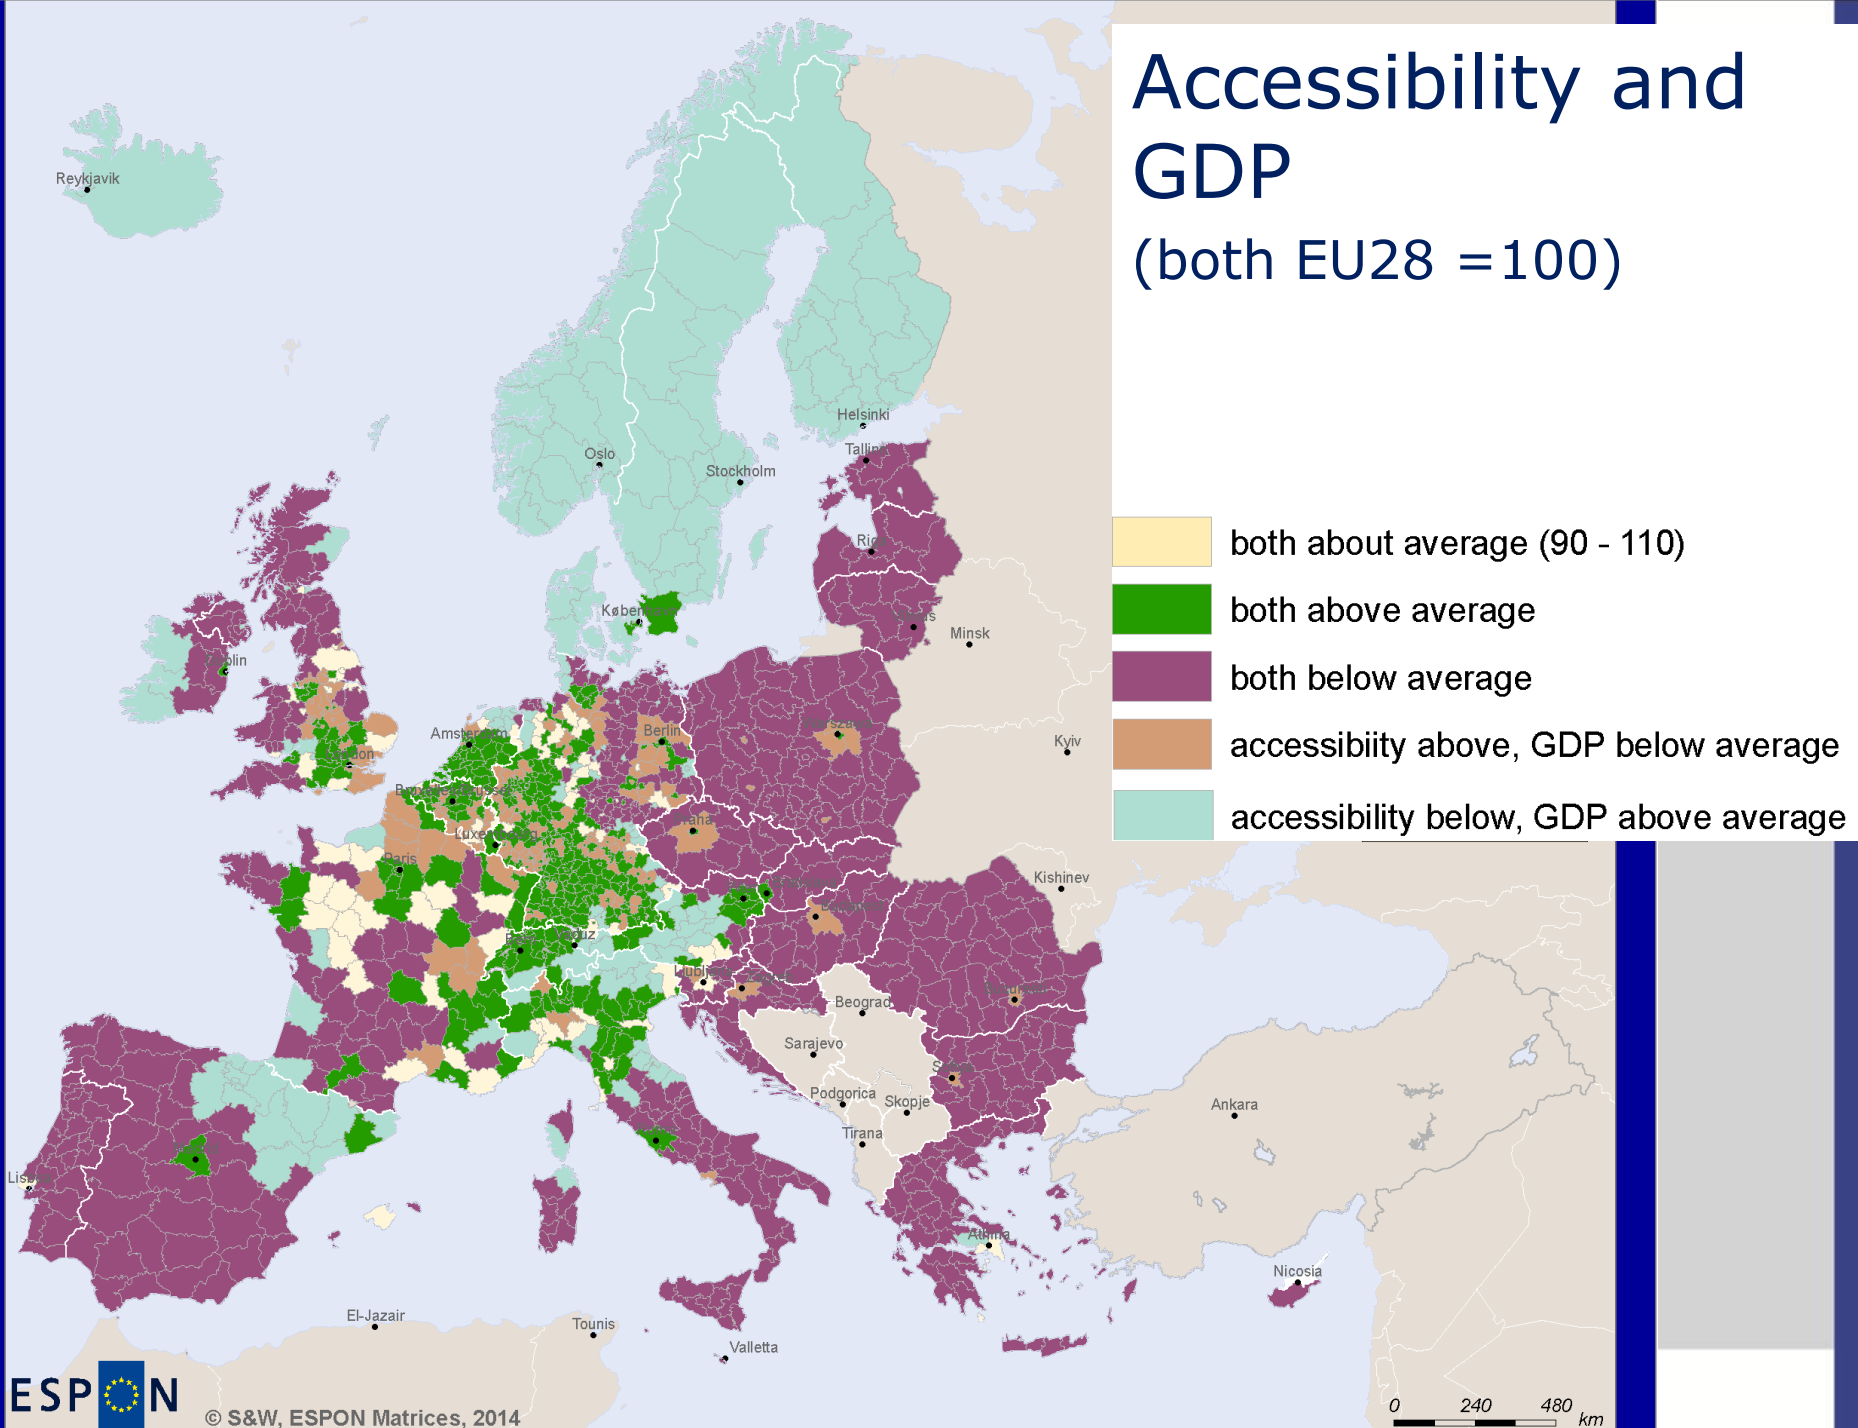 Accessibility and
GDP
(both EU28 =100)
both about average (90 - 110)
both above average
both below average
accessibiity above, GDP below average
accessibility below, GDP above average
Reykjavik
Helsinki
Oslo
Stockholm
Minsk
Kyiv
Berlin
Paris
Kishinev
Beograd
Sarajevo
Podgorica
Skopje
Tirana
Ankara
Athina
Nicosia
El-Jazair
Tounis
Valletta
ESPON
© S&W, ESPON Matrices, 2014
0 240 480
km